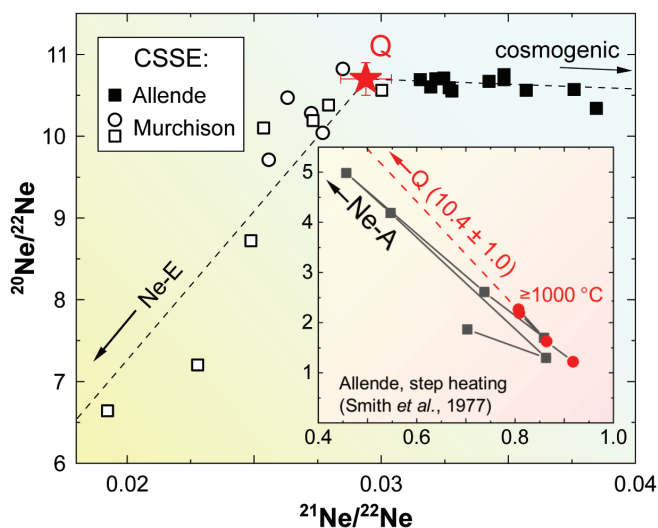 CSSE:
Allende
Murchison
Q
cosmogenic
Ne-E
Ne-A
Q (10.4 ± 1.0)
≥1000 °C
Allende, step heating
(Smith et al., 1977)
5
4
3
2
1
0.4
0.6
0.8
1.0
11
10
9
8
7
6
²⁰Ne/²²Ne
0.02
0.03
0.04
²¹Ne/²²Ne